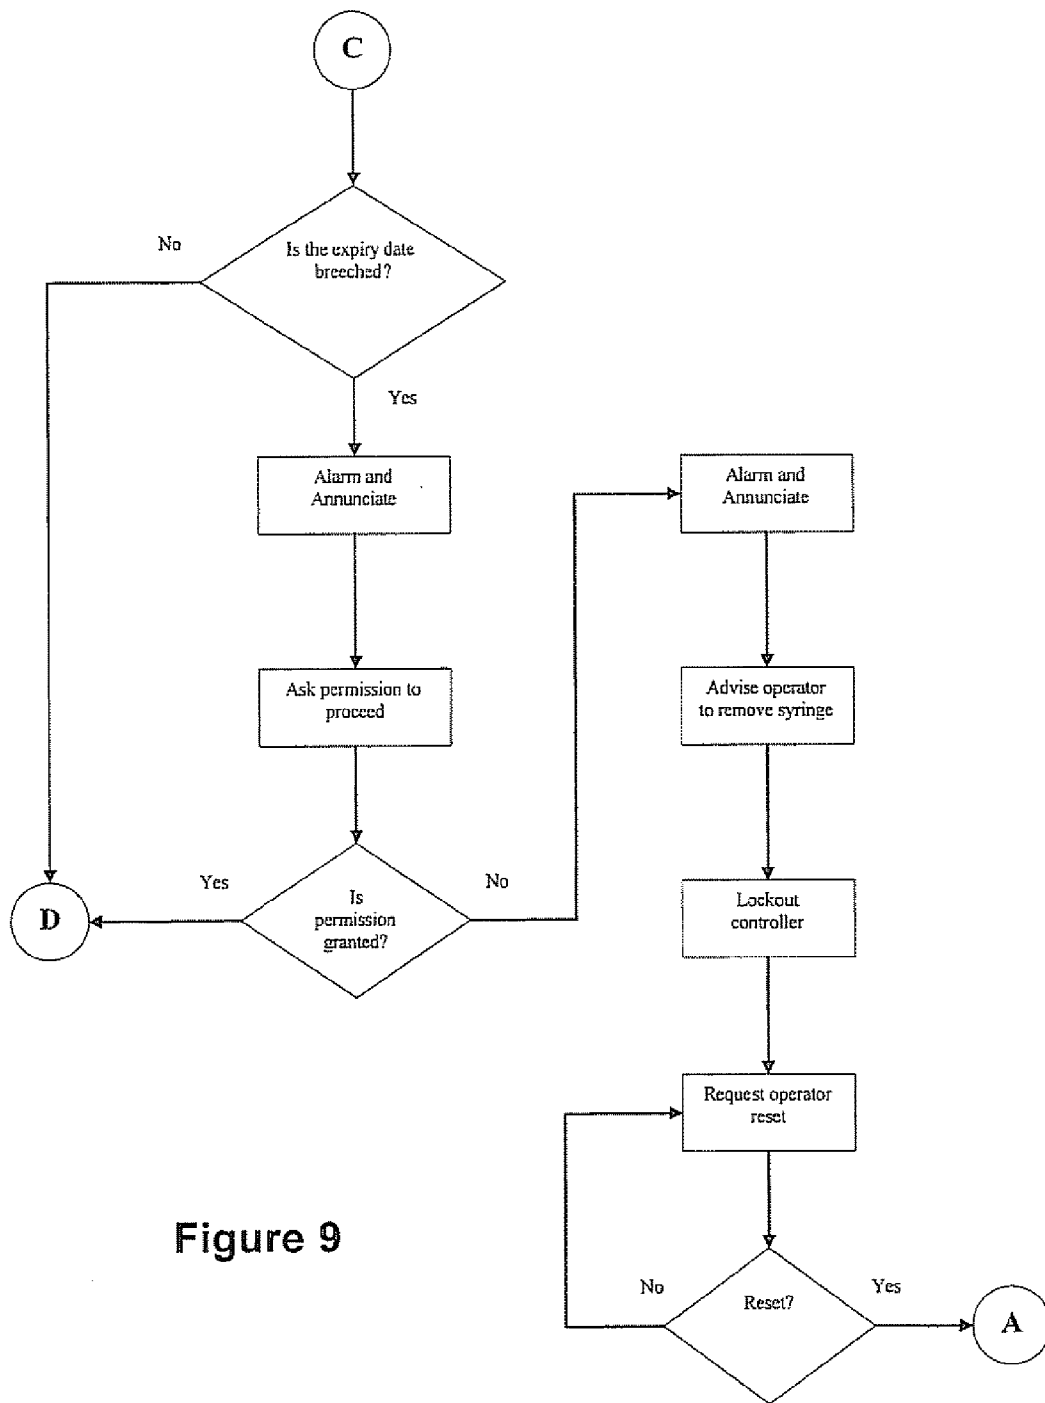 C
Is the expiry date
breeched?
No
Yes
Alarm and
Annunciate
Alarm and
Annunciate
Ask permission to
proceed
Advise operator
to remove syringe
Is
permission
granted?
Yes
No
D
Lockout
controller
Request operator
reset
Reset?
No
Yes
A
Figure 9